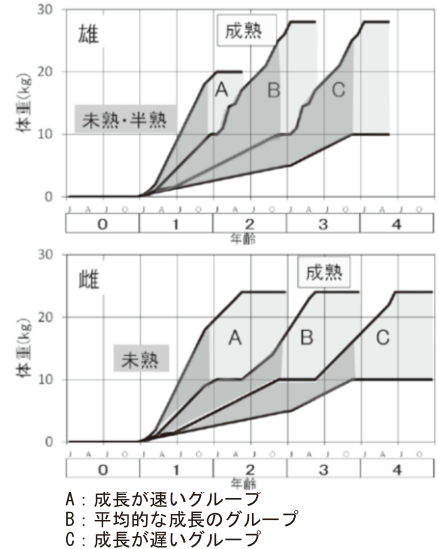 雄
成熟
未熟・半熟
A
B
C
体重(kg)
30
20
10
0
J A J O J A J O J A J O J A J O J A J O
0 1 2 3 4
年齢
雌
成熟
未熟
A
B
C
体重(kg)
30
20
10
0
J A J O J A J O J A J O J A J O J A J O
0 1 2 3 4
年齢
A：成長が速いグループ
B：平均的な成長のグループ
C：成長が遅いグループ